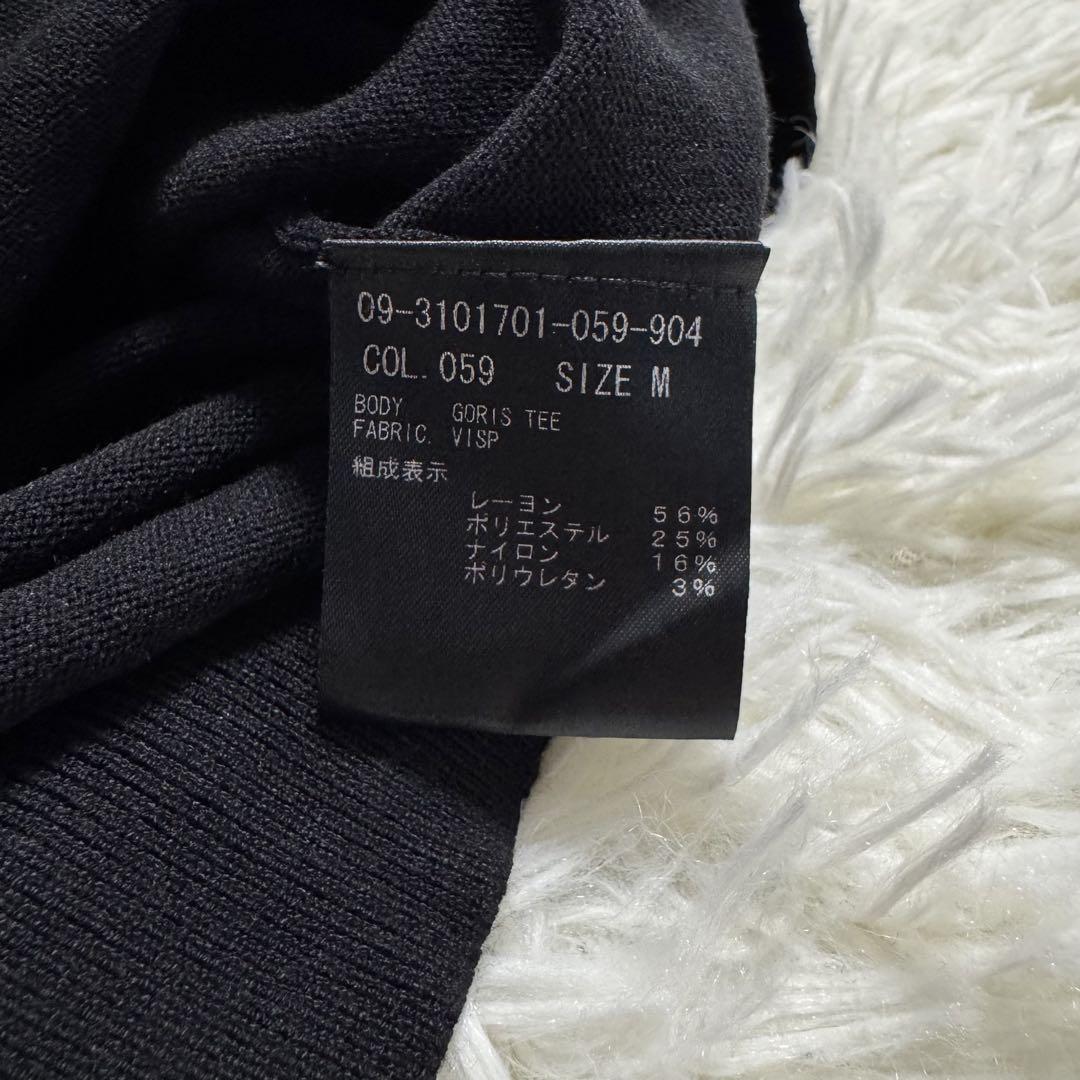 09-3101701-059-904
COL. 059 SIZE M
BODY GORIS TEE
FABRIC. VISP
組成表示
レーヨン 56%
ポリエステル 25%
ナイロン 16%
ポリウレタン 3%